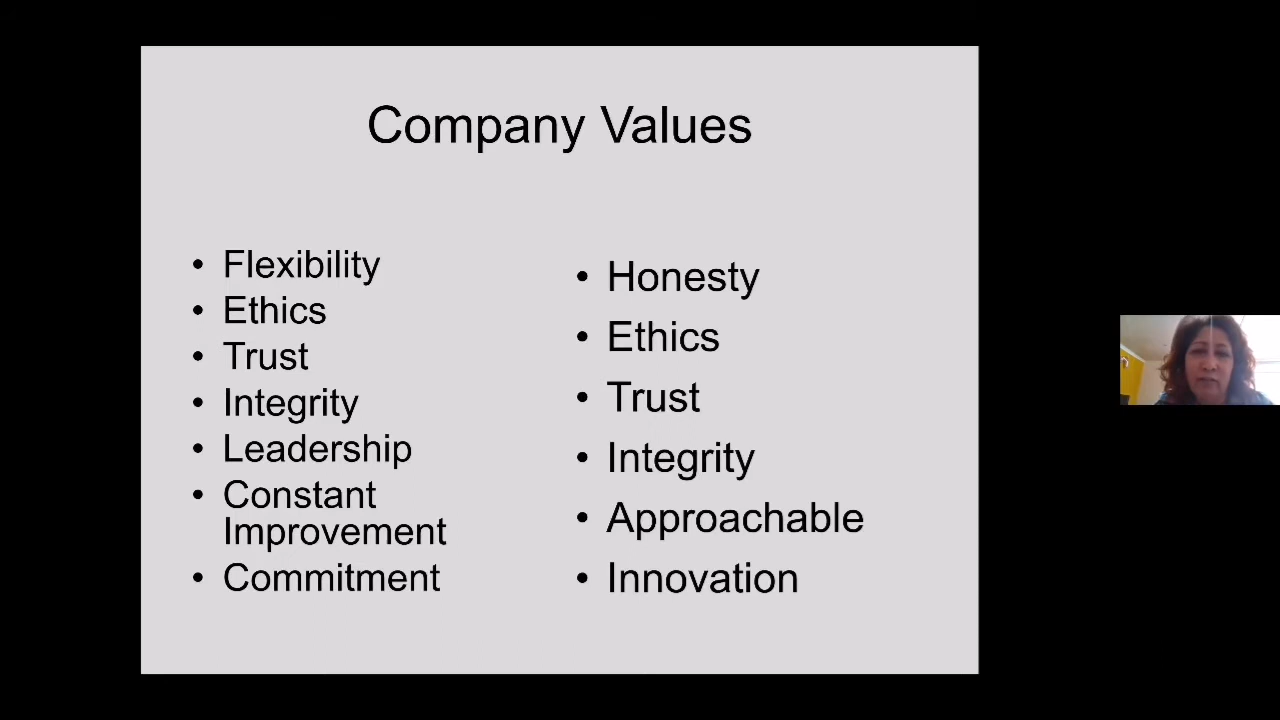 Company Values
Flexibility
Ethics
Trust
Integrity
Leadership
Constant
Improvement
Commitment
Honesty
Ethics
Trust
Integrity
Approachable
Innovation